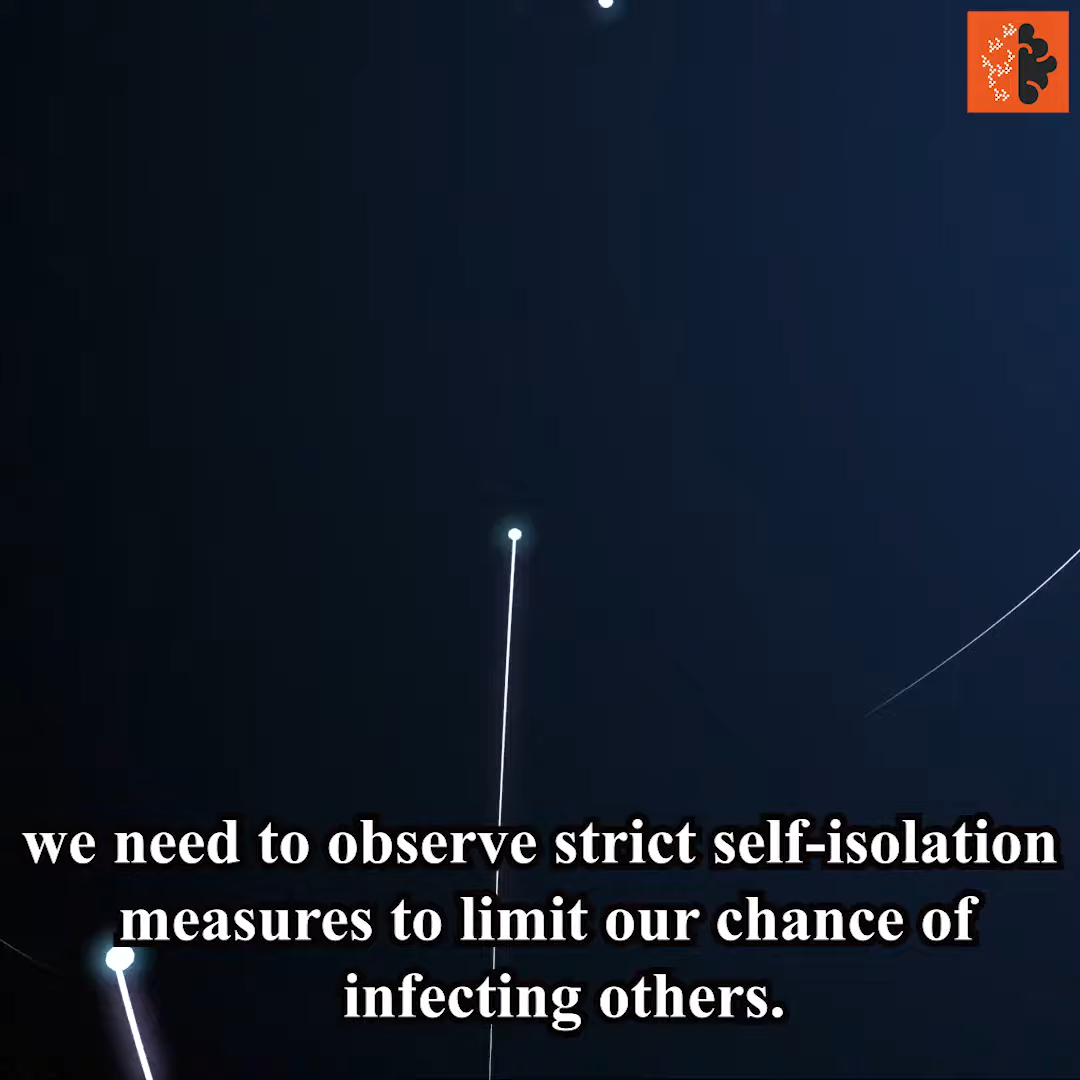 we need to observe strict self-isolation
measures to limit our chance of
infecting others.